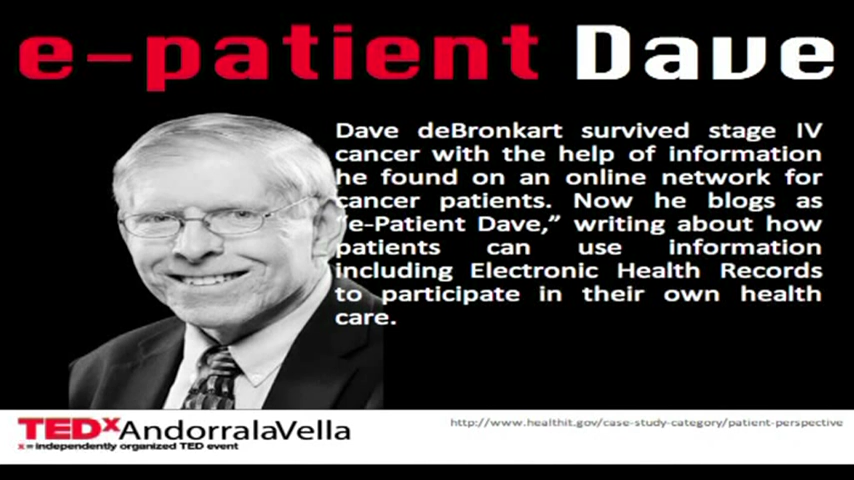 e-patient Dave
Dave deBronkart survived stage IV
cancer with the help of information
he found on an online network for
cancer patients. Now he blogs as
“e-Patient Dave,” writing about how
patients can use information
including Electronic Health Records
to participate in their own health
care.
TEDxAndorralaVella
x = independently organized TED event
http://www.healthit.gov/case-study-category/patient-perspective